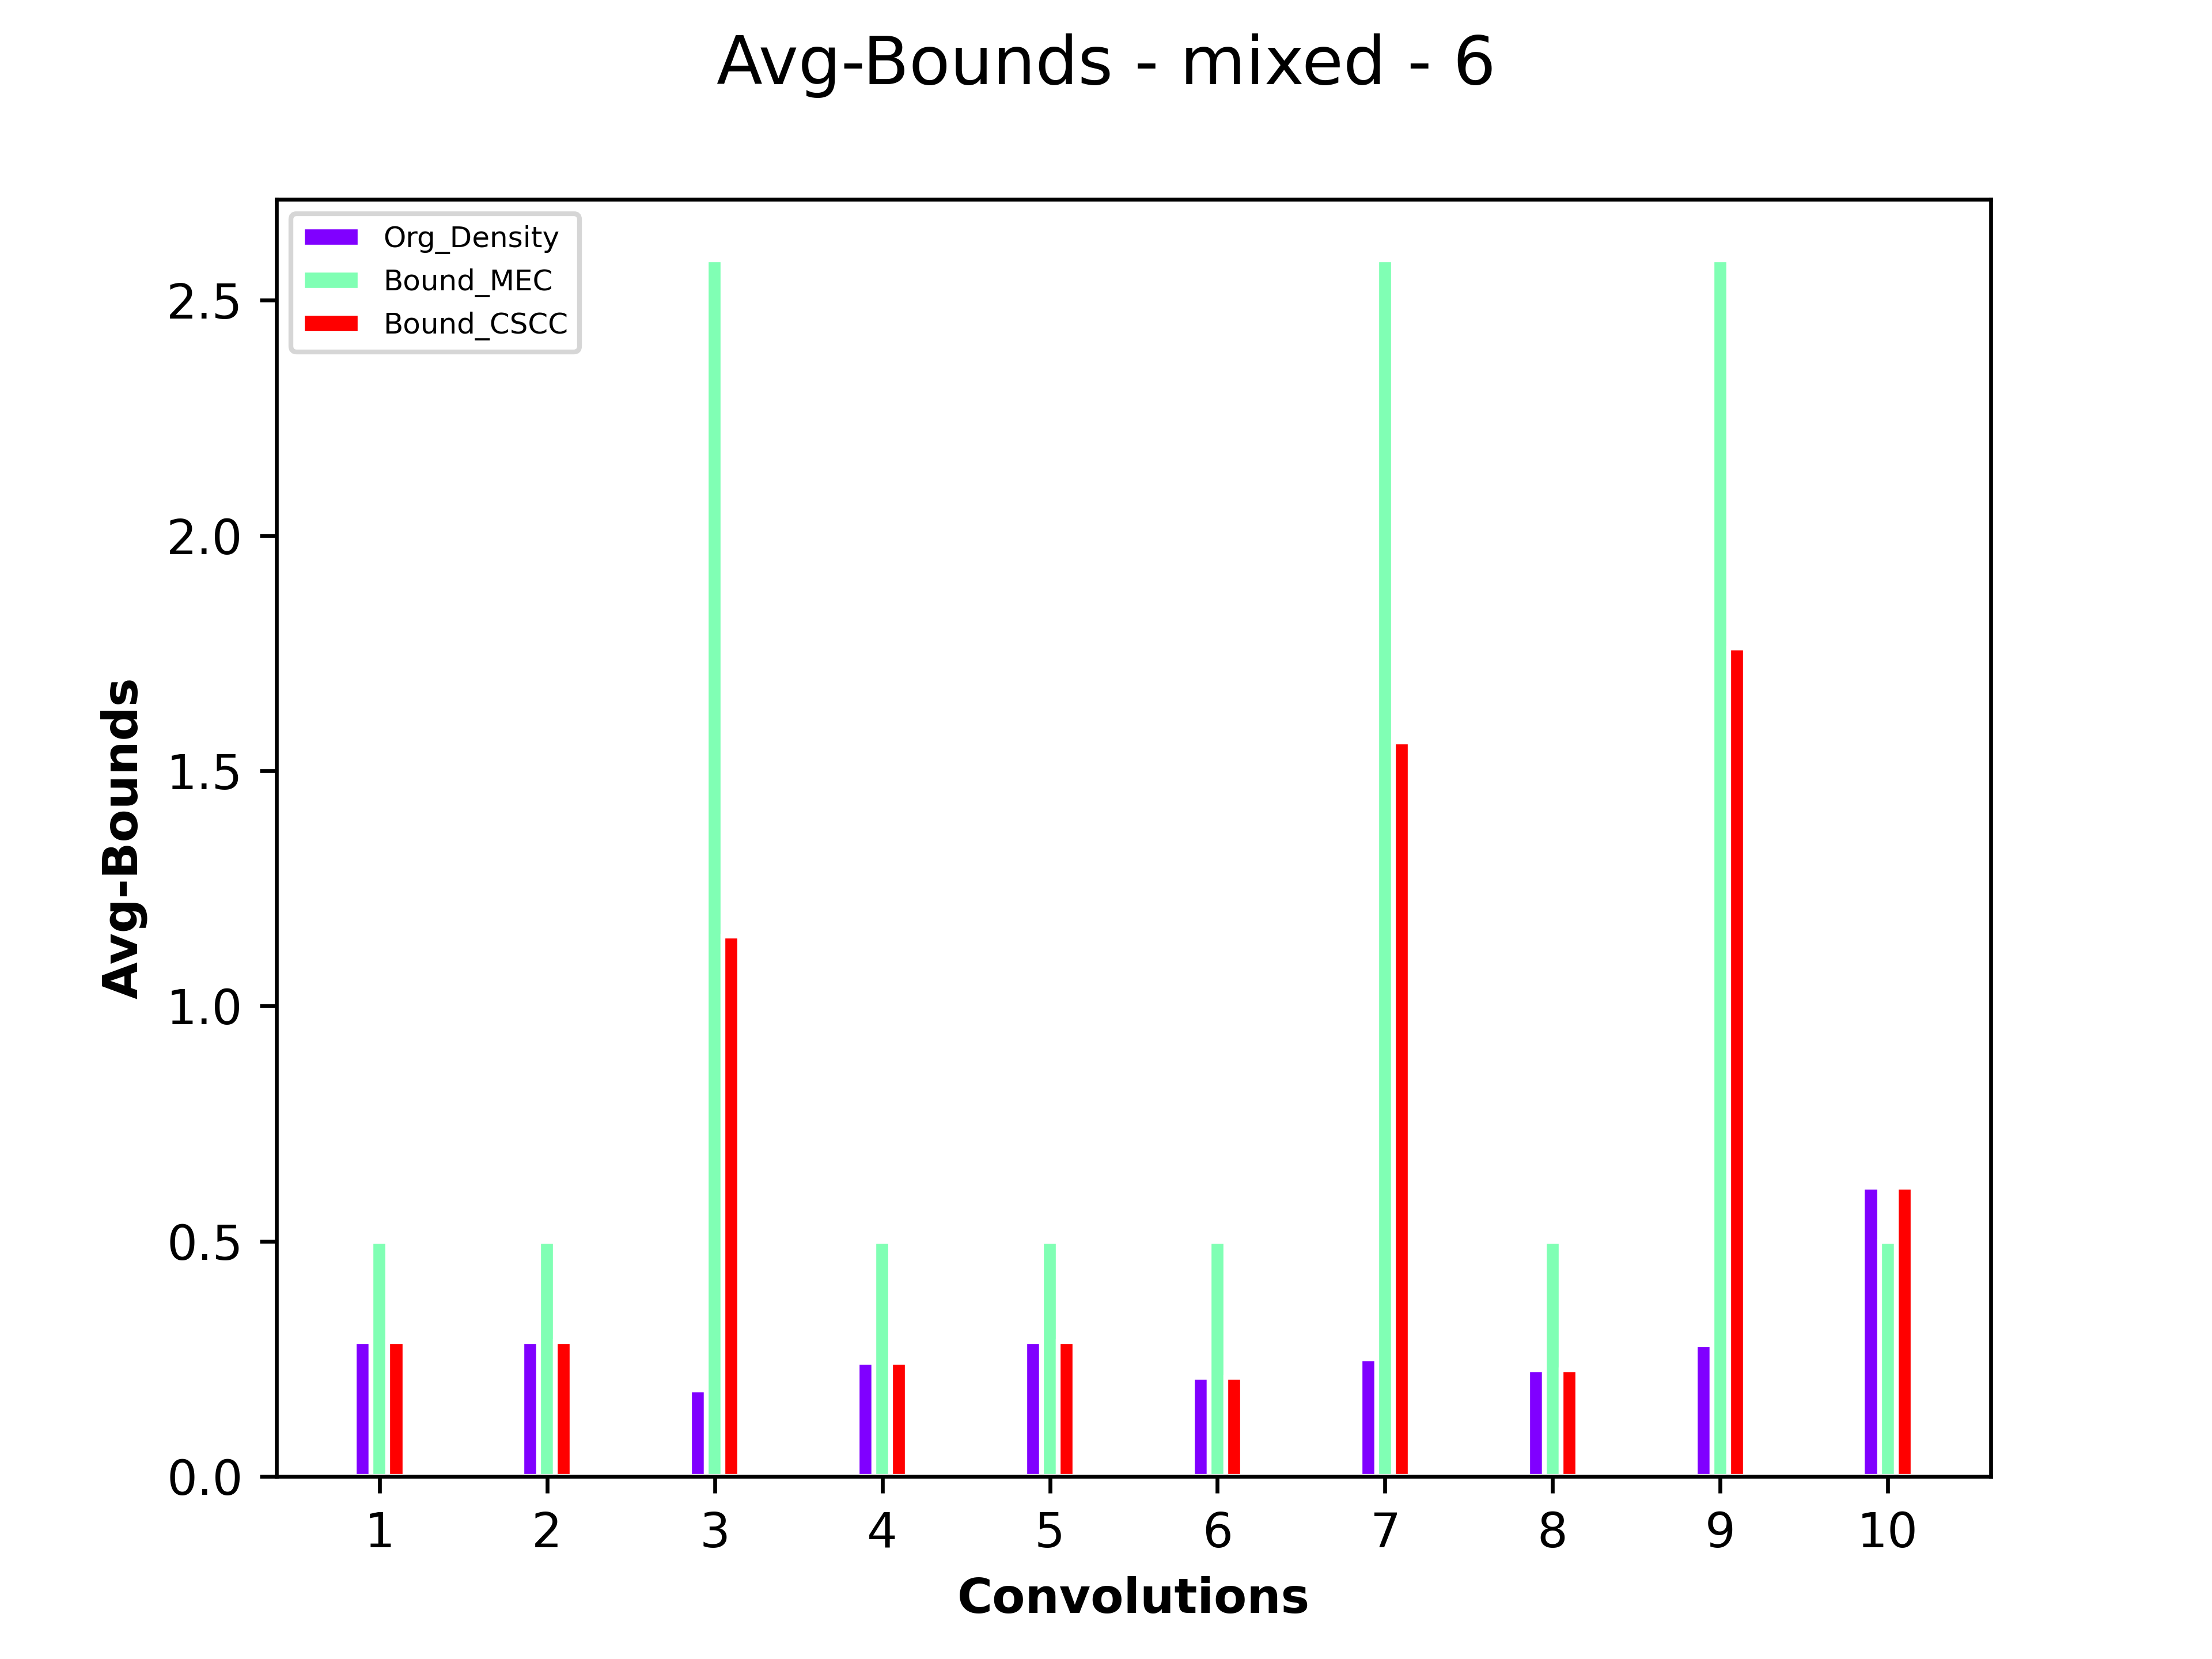 Avg-Bounds - mixed - 6
Org_Density
Bound_MEC
Bound_CSCC
2.5
2.0
1.5
1.0
0.5
0.0
Avg-Bounds
1 2 3 4 5 6 7 8 9 10
Convolutions